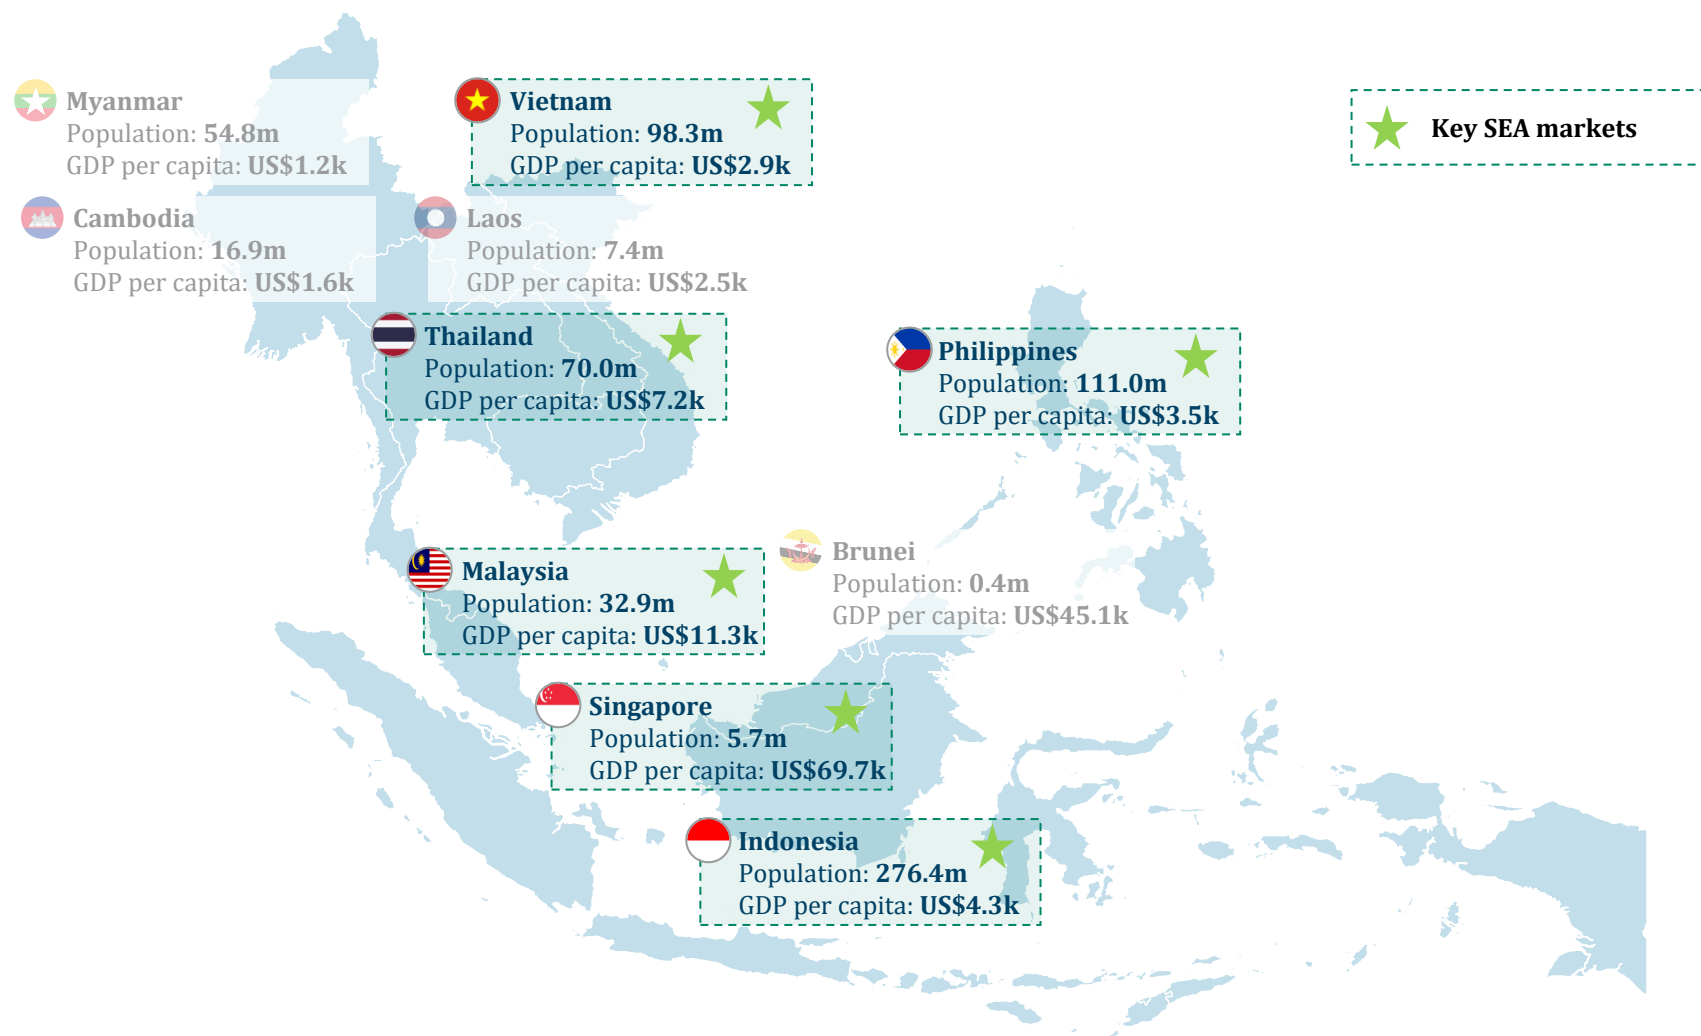 Myanmar
Population: 54.8m
GDP per capita: US$1.2k
Vietnam
Population: 98.3m
GDP per capita: US$2.9k
Key SEA markets
Cambodia
Population: 16.9m
GDP per capita: US$1.6k
Laos
Population: 7.4m
GDP per capita: US$2.5k
Thailand
Population: 70.0m
GDP per capita: US$7.2k
Philippines
Population: 111.0m
GDP per capita: US$3.5k
Malaysia
Population: 32.9m
GDP per capita: US$11.3k
Brunei
Population: 0.4m
GDP per capita: US$45.1k
Singapore
Population: 5.7m
GDP per capita: US$69.7k
Indonesia
Population: 276.4m
GDP per capita: US$4.3k